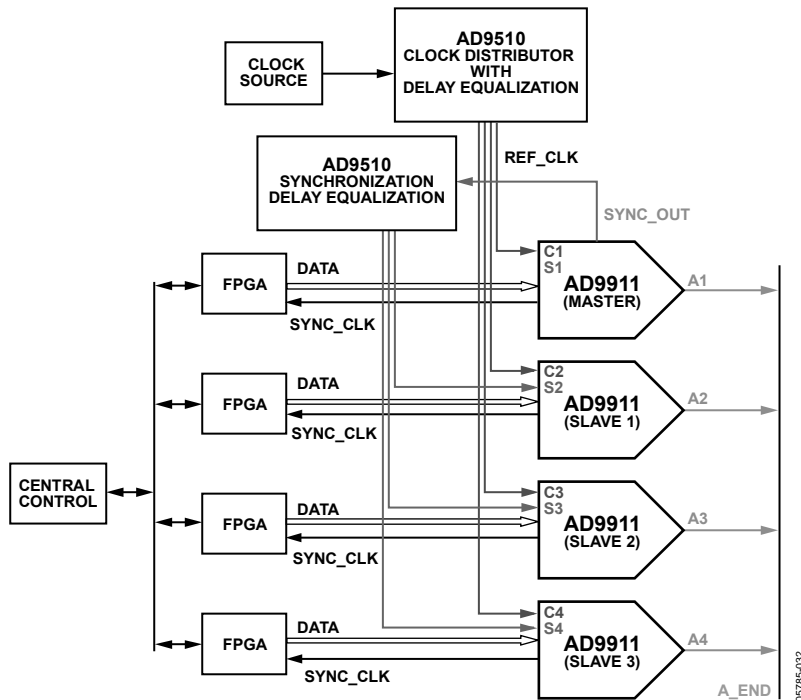 AD9510
CLOCK DISTRIBUTOR
WITH
DELAY EQUALIZATION
CLOCK
SOURCE
AD9510
SYNCHRONIZATION
DELAY EQUALIZATION
REF_CLK
SYNC_OUT
FPGA
DATA
SYNC_CLK
C1
S1
AD9911
(MASTER)
A1
FPGA
DATA
SYNC_CLK
C2
S2
AD9911
(SLAVE 1)
A2
CENTRAL
CONTROL
FPGA
DATA
SYNC_CLK
C3
S3
AD9911
(SLAVE 2)
A3
FPGA
DATA
SYNC_CLK
C4
S4
AD9911
(SLAVE 3)
A4
A_END
05785-032